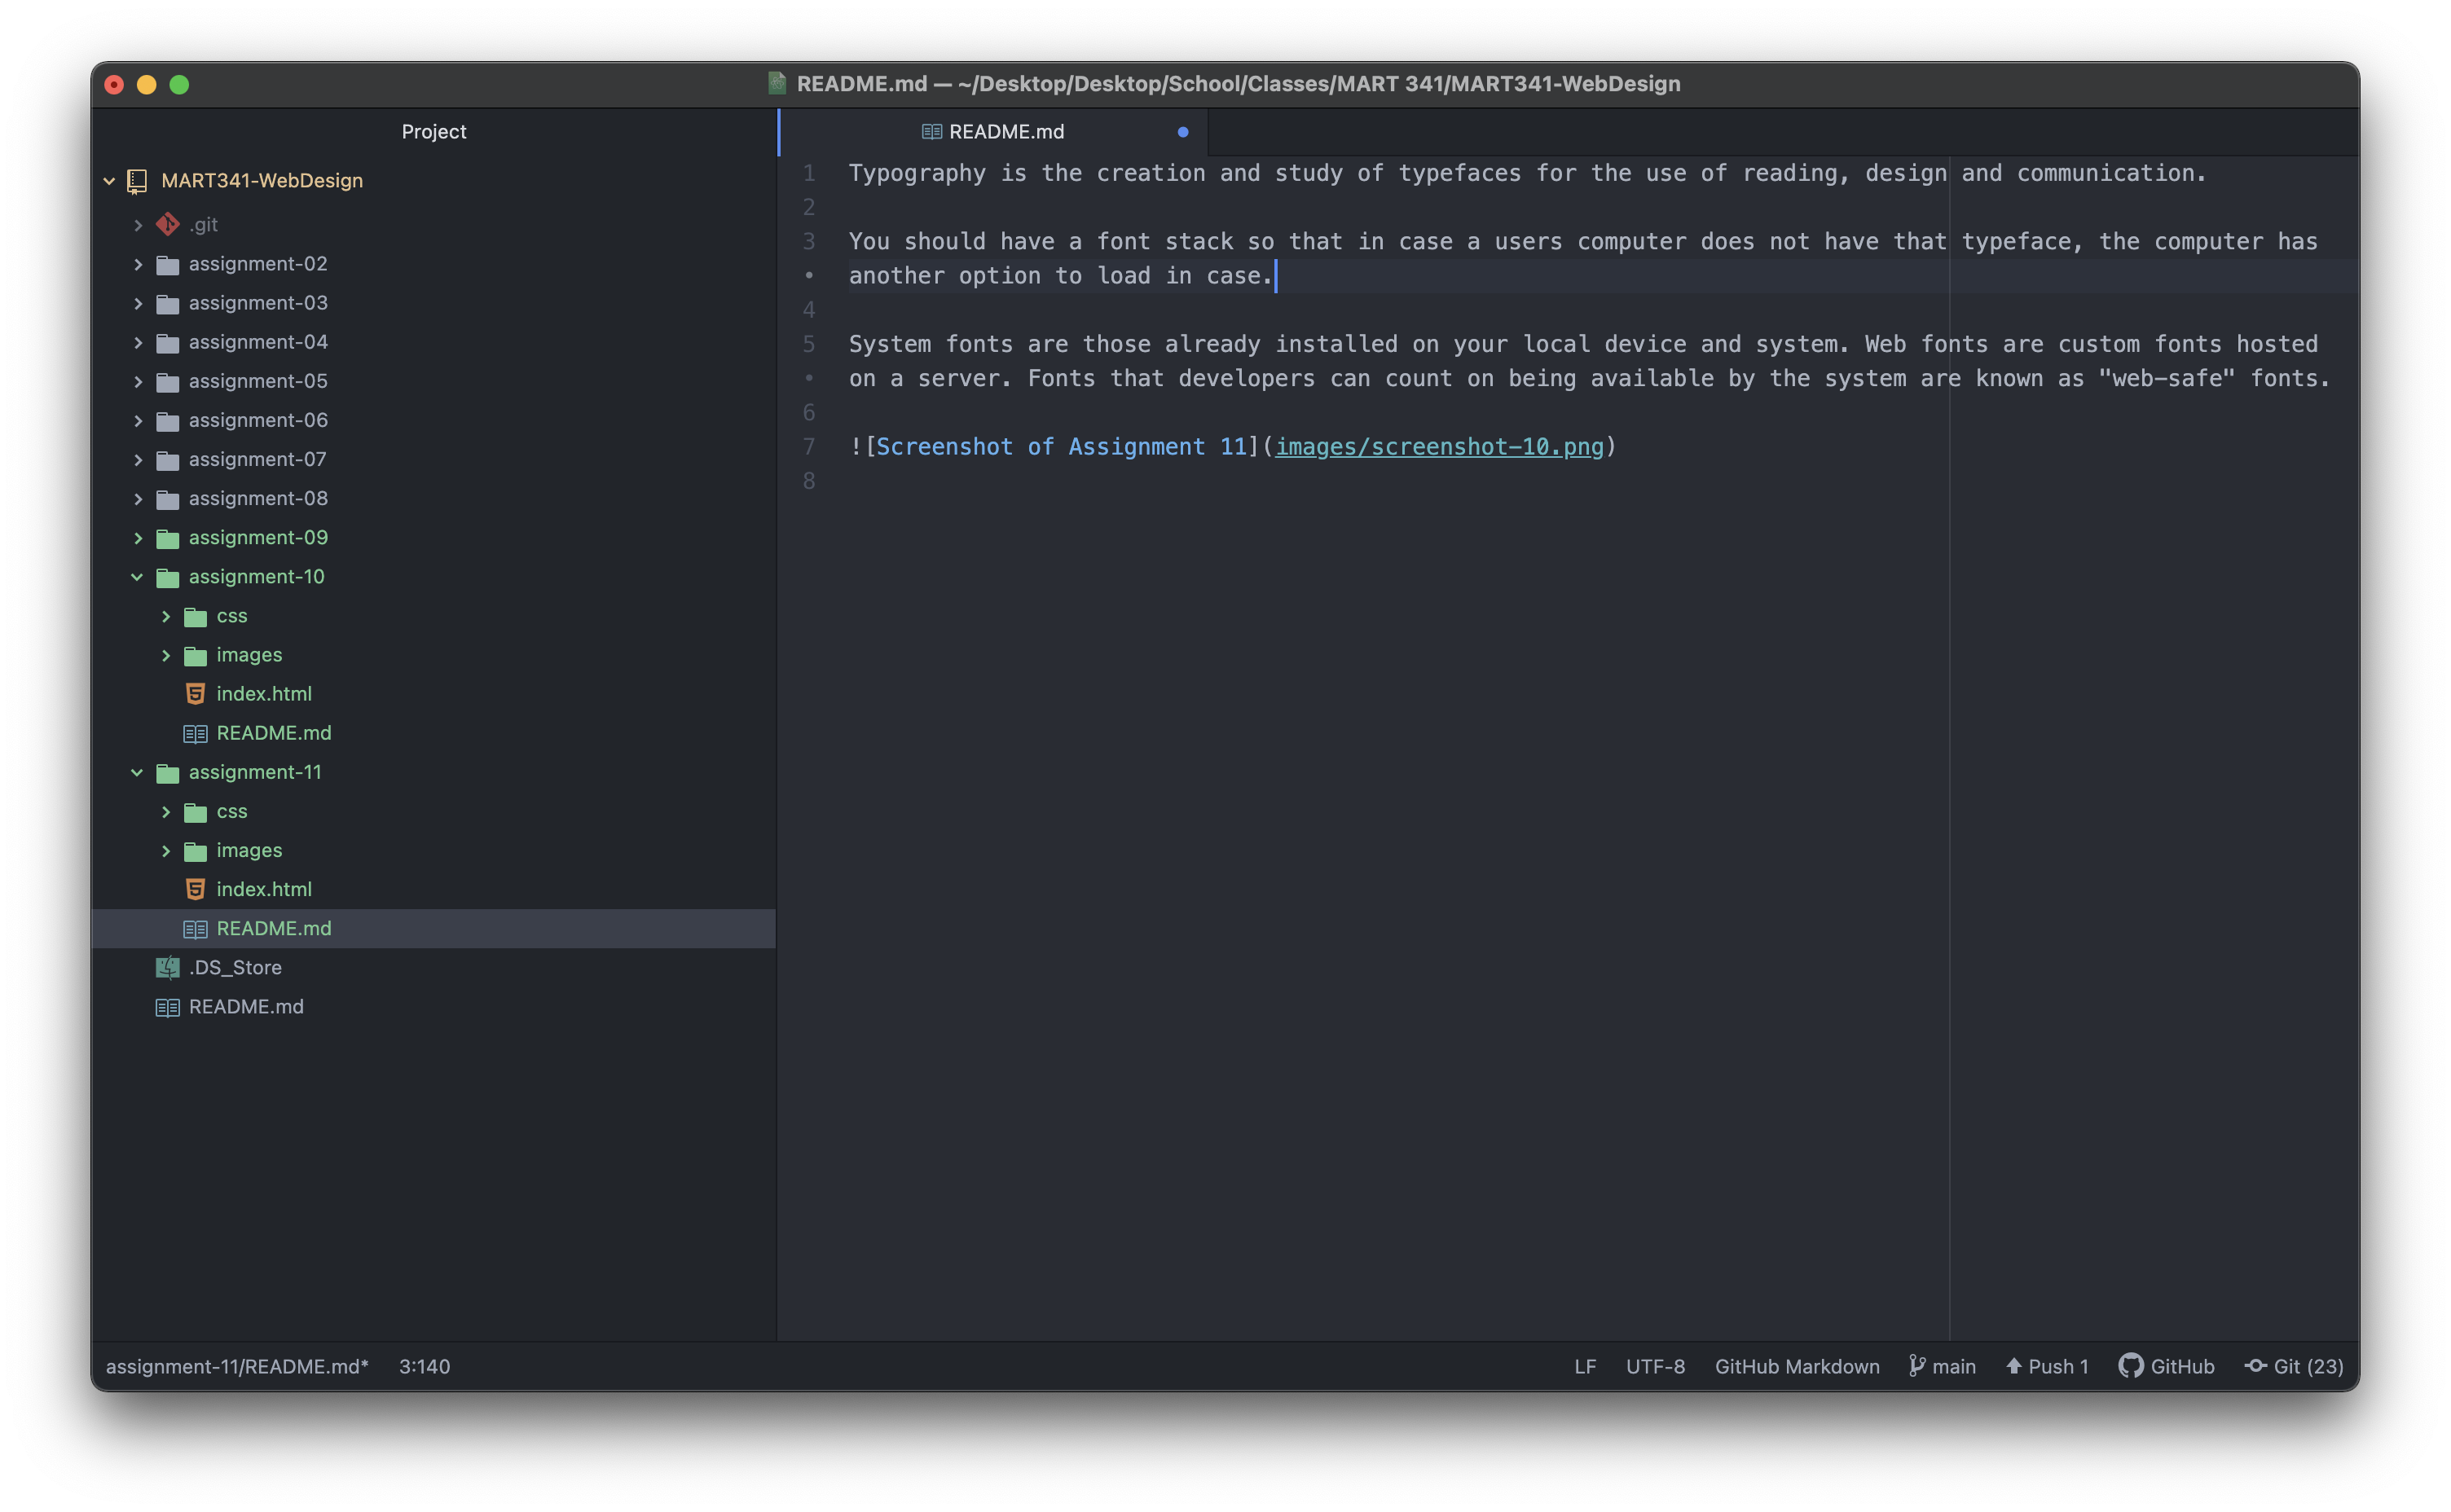 README.md — ~/Desktop/Desktop/School/Classes/MART 341/MART341-WebDesign
Project
MART341-WebDesign
.git
assignment-02
assignment-03
assignment-04
assignment-05
assignment-06
assignment-07
assignment-08
assignment-09
assignment-10
css
images
index.html
README.md
assignment-11
css
images
index.html
README.md
.DS_Store
README.md
README.md
1 Typography is the creation and study of typefaces for the use of reading, design and communication.
2
3 You should have a font stack so that in case a users computer does not have that typeface, the computer has
• another option to load in case.
4
5 System fonts are those already installed on your local device and system. Web fonts are custom fonts hosted
• on a server. Fonts that developers can count on being available by the system are known as "web-safe" fonts.
6
7 ![Screenshot of Assignment 11](images/screenshot-10.png)
8
assignment-11/README.md* 3:140 LF UTF-8 GitHub Markdown main Push 1 GitHub Git (23)